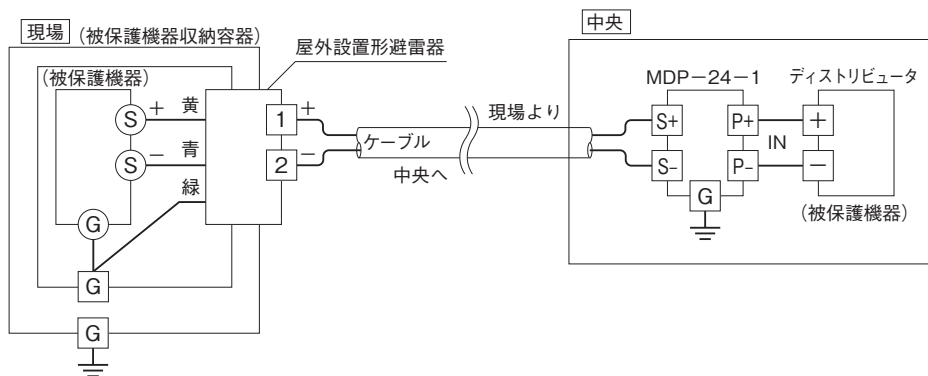 現場 (被保護機器収納容器)
屋外設置形避雷器
(被保護機器)
S + 黄
S − 青
緑
G
G
G
1 +
2 −
ケーブル
現場より
中央へ
中央
MDP−24−1 ディストリビュータ
S+ P+ +
IN
S− P− −
G
(被保護機器)